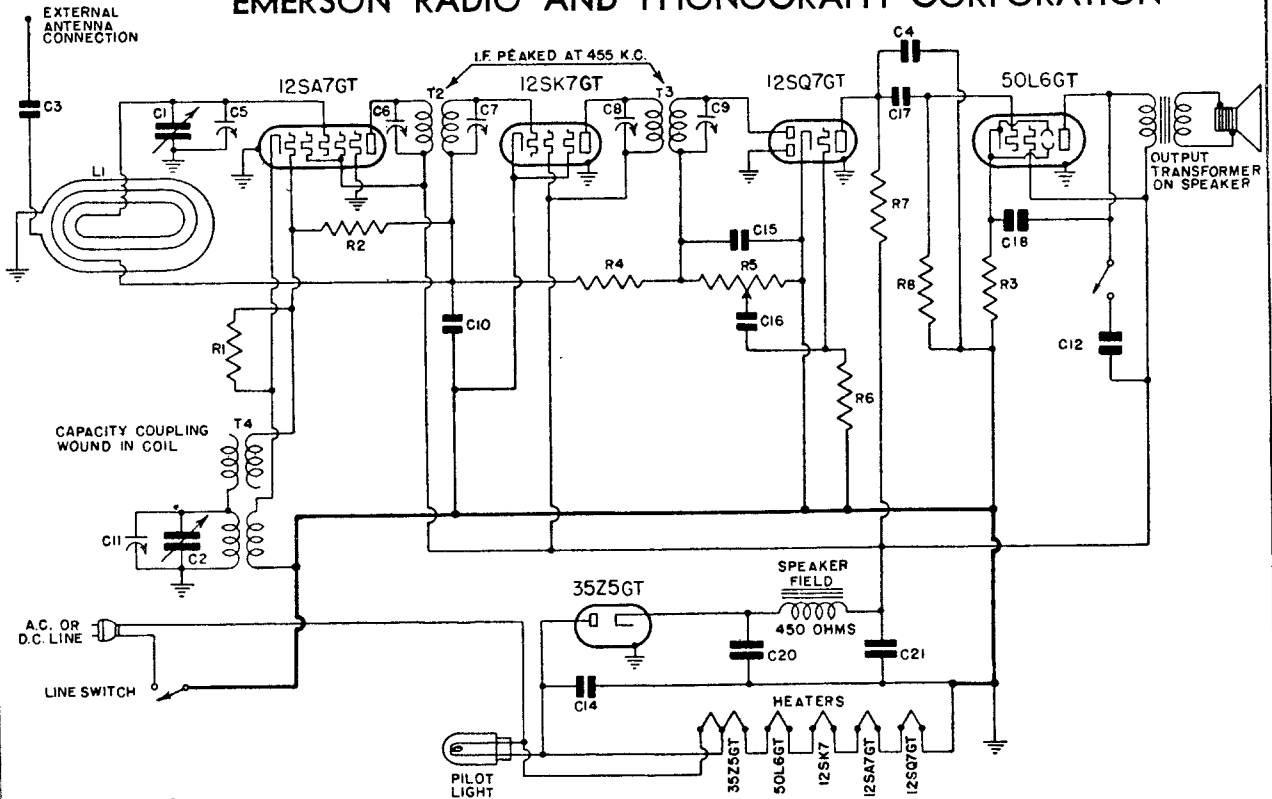 EMERSON RADIO AND PHONOGRAPH CORPORATION
EXTERNAL
ANTENNA
CONNECTION
I.F. PEAKED AT 455 K.C.
C4
12SA7GT
T2
12SK7GT
T3
12SQ7GT
50L6GT
C3
C1
C5
C6
C7
C8
C9
C17
L1
OUTPUT
TRANSFORMER
ON SPEAKER
R7
R2
C15
C18
R4
R5
R8
R3
R1
C10
C16
C12
R6
CAPACITY COUPLING
WOUND IN COIL
T4
C11
C2
35Z5GT
SPEAKER
FIELD
450 OHMS
A.C. OR
D.C. LINE
C20
C21
LINE SWITCH
C14
HEATERS
35Z5GT
50L6GT
12SK7
12SA7GT
12SQ7GT
PILOT
LIGHT